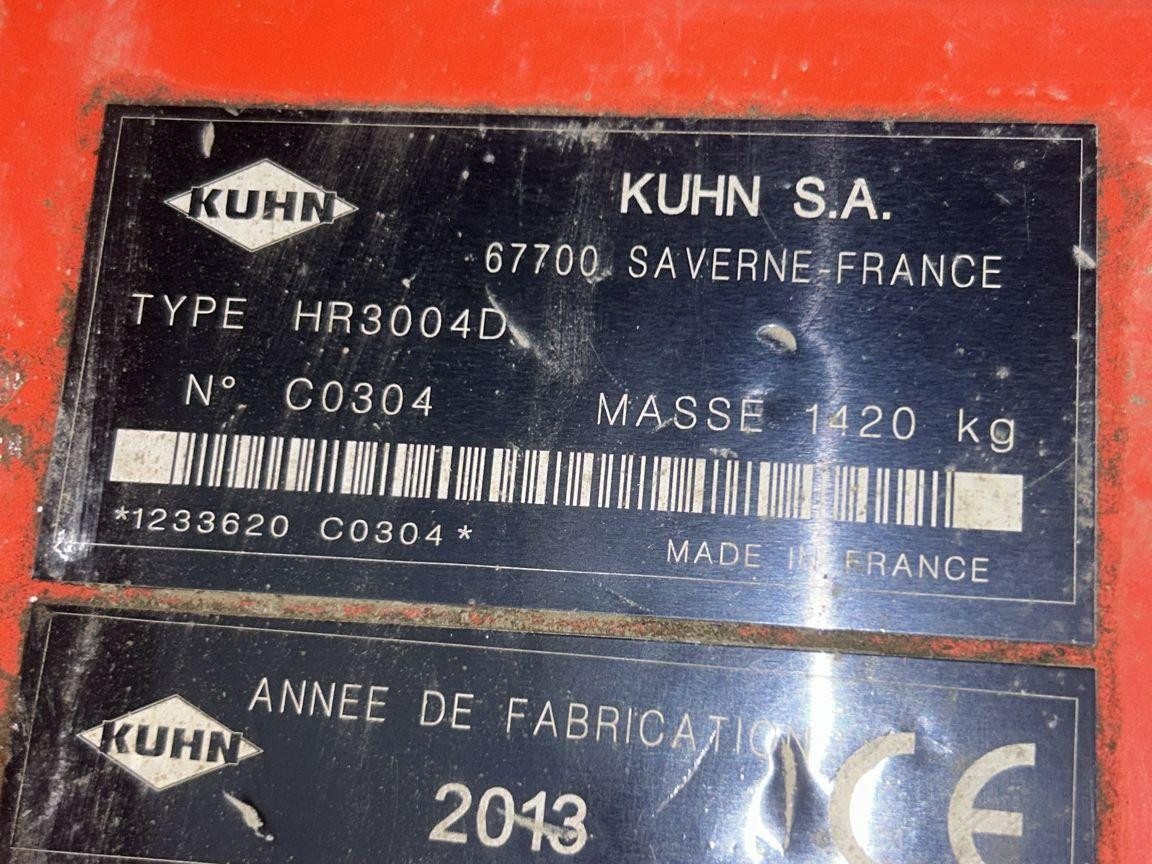 KUHN
KUHN S.A.
67700 SAVERNE-FRANCE
TYPE HR3004D
N° C0304 MASSE 1420 kg
*1233620 C0304*
MADE IN FRANCE
KUHN
ANNEE DE FABRICATION
2013
CE